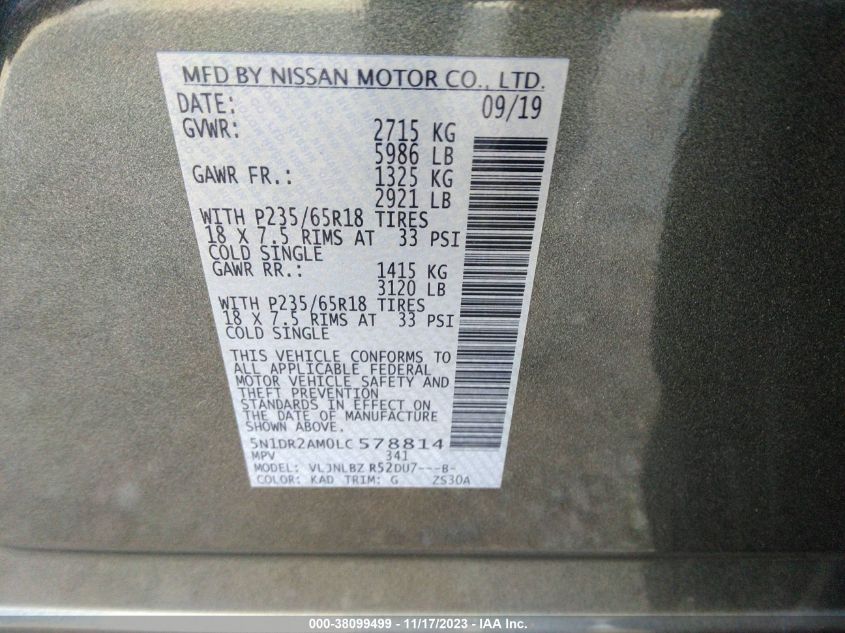 MFD BY NISSAN MOTOR CO., LTD.
DATE: 09/19
GVWR: 2715 KG
5986 LB
GAWR FR.: 1325 KG
2921 LB
WITH P235/65R18 TIRES
18 X 7.5 RIMS AT 33 PSI
COLD SINGLE
GAWR RR.: 1415 KG
3120 LB
WITH P235/65R18 TIRES
18 X 7.5 RIMS AT 33 PSI
COLD SINGLE
THIS VEHICLE CONFORMS TO
ALL APPLICABLE FEDERAL
MOTOR VEHICLE SAFETY AND
THEFT PREVENTION
STANDARDS IN EFFECT ON
THE DATE OF MANUFACTURE
SHOWN ABOVE.
5N1DR2AM0LC578814
MPV 341
MODEL: VLJNLBZ R52DU7---B-
COLOR: KAD TRIM: G ZS30A
000-38099499 - 11/17/2023 - IAA Inc.